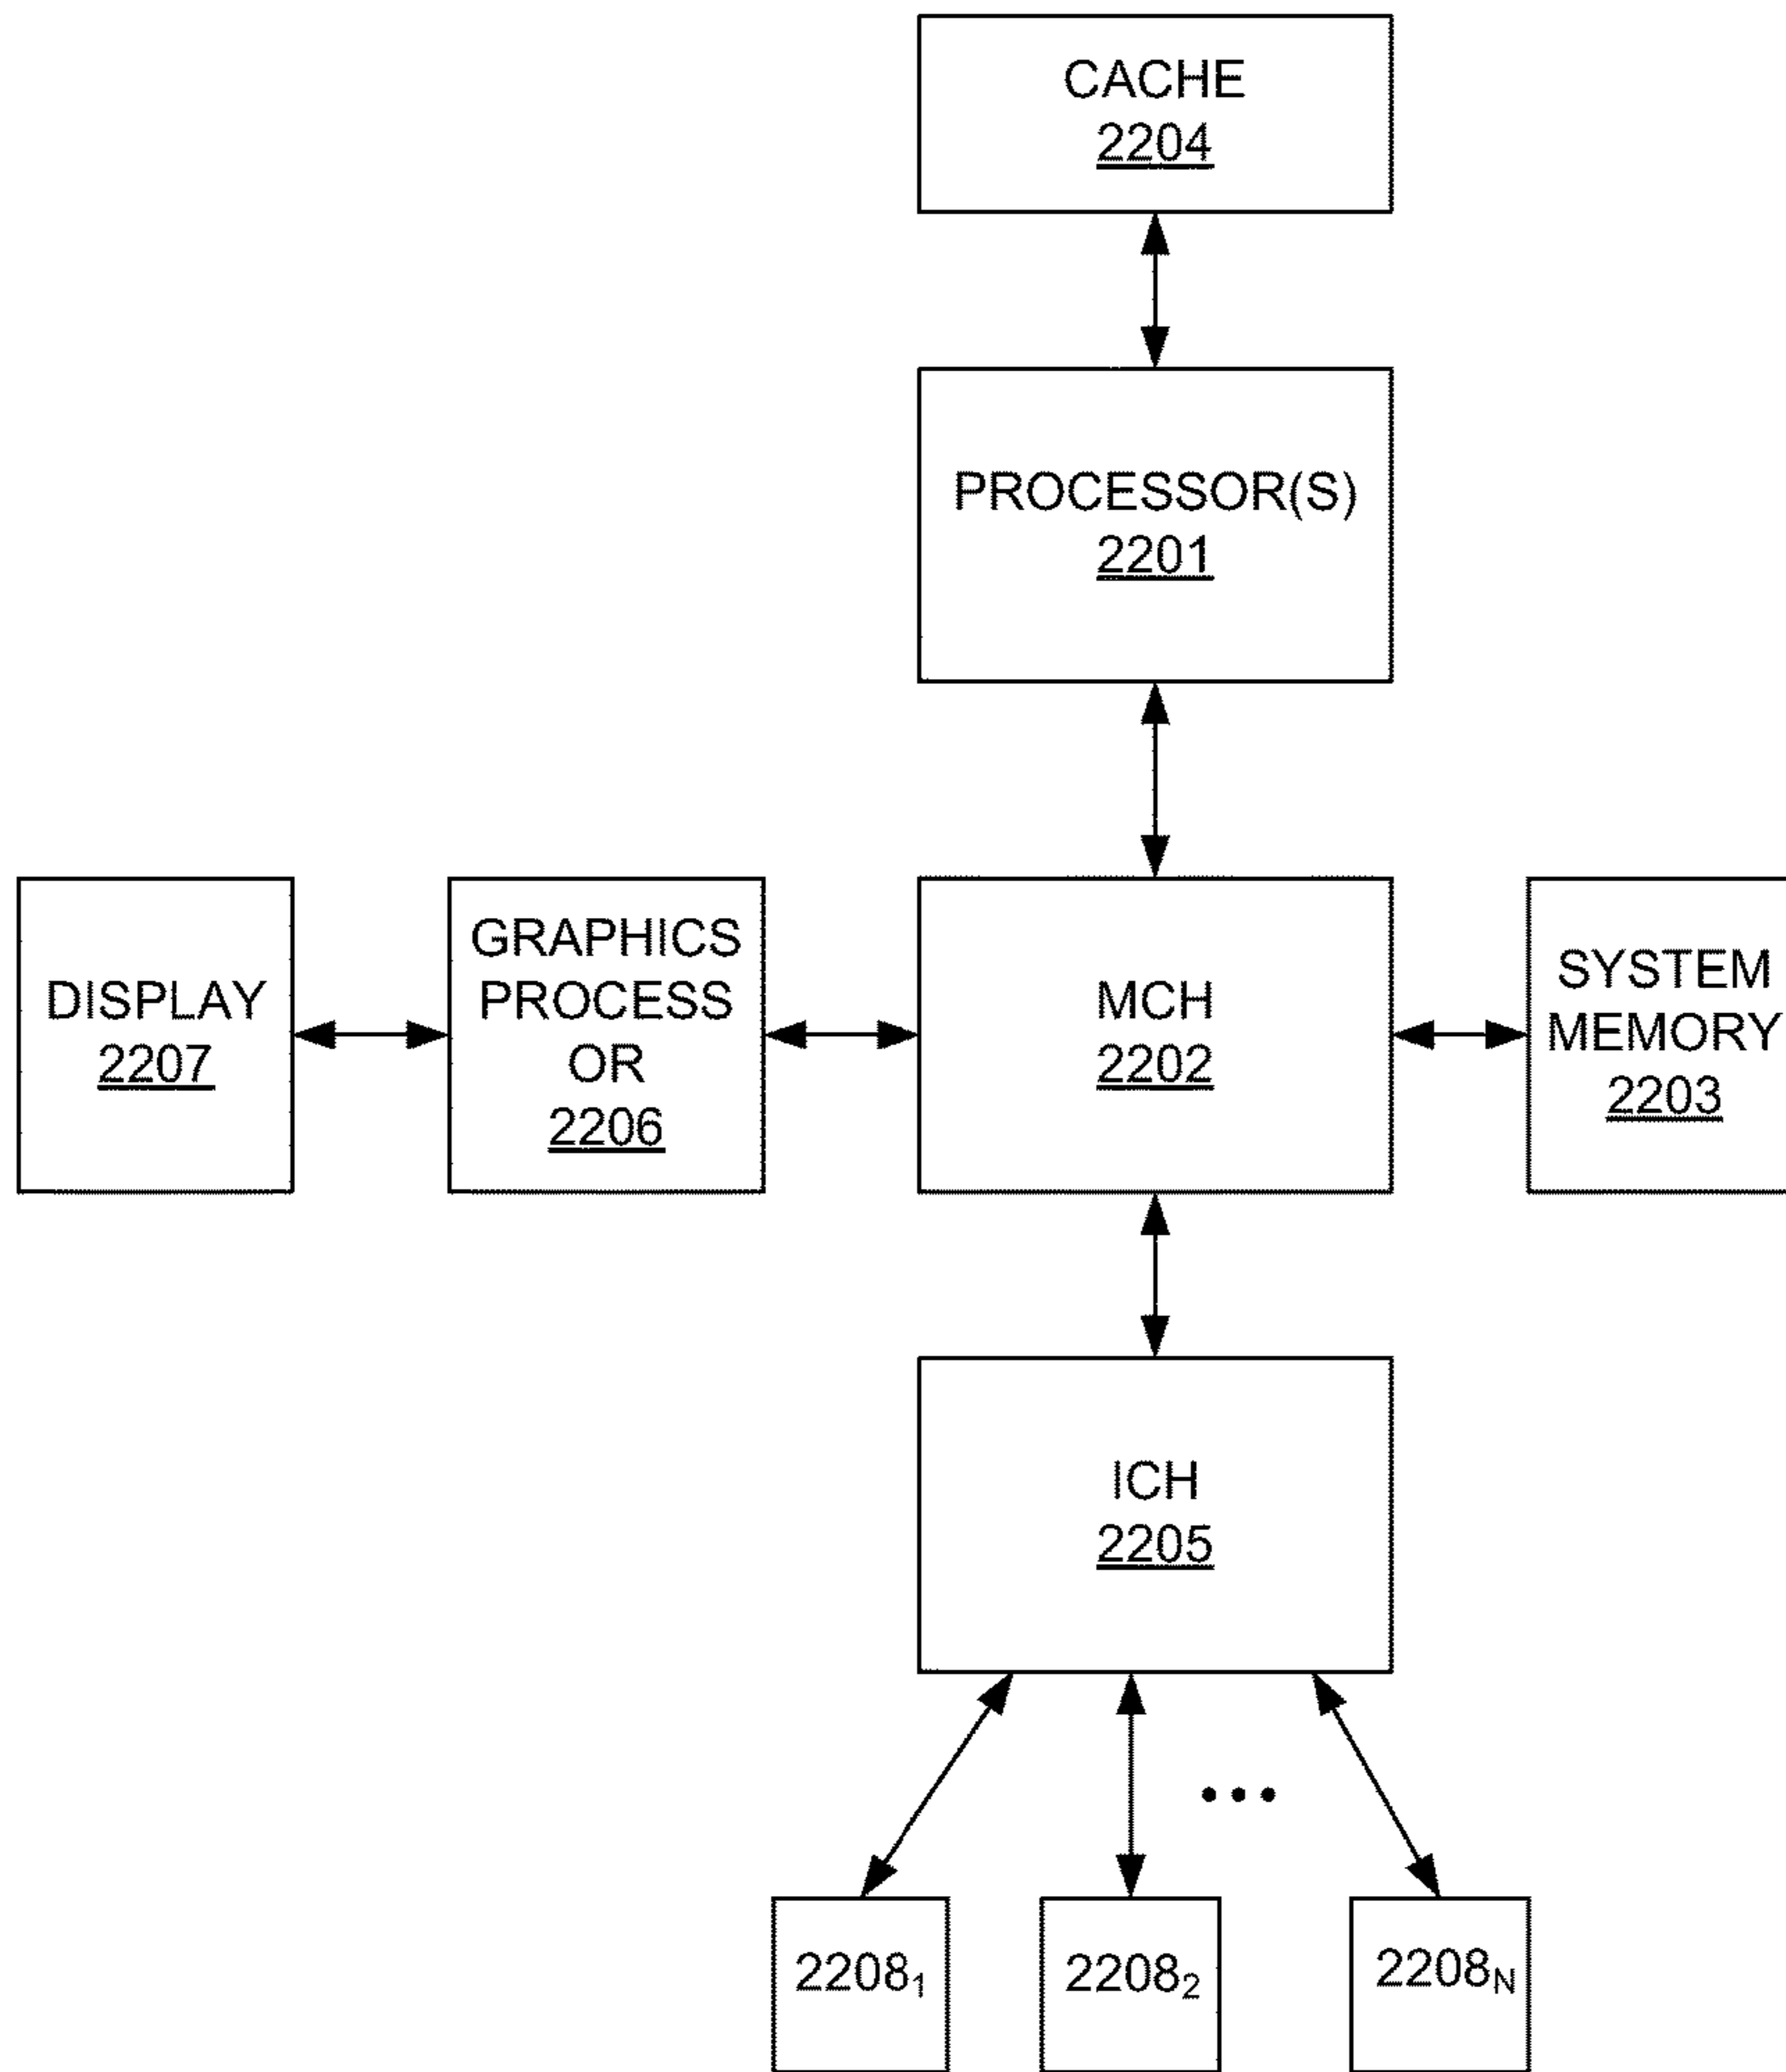 CACHE
2204
PROCESSOR(S)
2201
DISPLAY
2207
GRAPHICS
PROCESS
OR
2206
MCH
2202
SYSTEM
MEMORY
2203
ICH
2205
•••
2208₁
2208₂
2208N